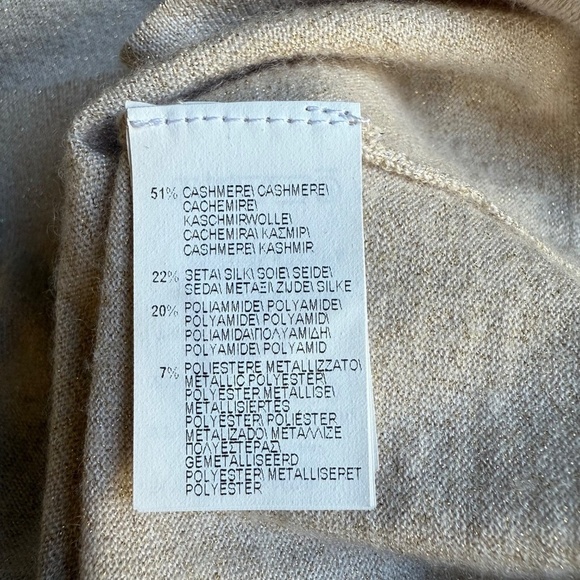 51% CASHMERE\ CASHMERE\
CACHEMIRE\
KASCHMIRWOLLE\
CACHEMIRA\ ΚΑΣΜΙΡ\
CASHMERE\ KASHMIR
22% SETA\ SILK\ SOIE\ SEIDE\
SEDA\ ΜΕΤΑΞΙ\ ZIJDE\ SILKE
20% POLIAMMIDE\ POLYAMIDE\
POLYAMIDE\ POLYAMID\
POLIAMIDA\ΠΟΛΥΑΜΙΔΗ\
POLYAMIDE\ POLYAMID
7% POLIESTERE METALLIZZATO\
METALLIC POLYESTER\
POLYESTER METALLISE\
METALLISIERTES
POLYESTER\ POLIÉSTER
METALIZADO\ ΜΕΤΑΛΛΙΖΕ
ΠΟΛΥΕΣΤΕΡΑΣ\
GEMETALLISEERD
POLYESTER\ METALLISERET
POLYESTER